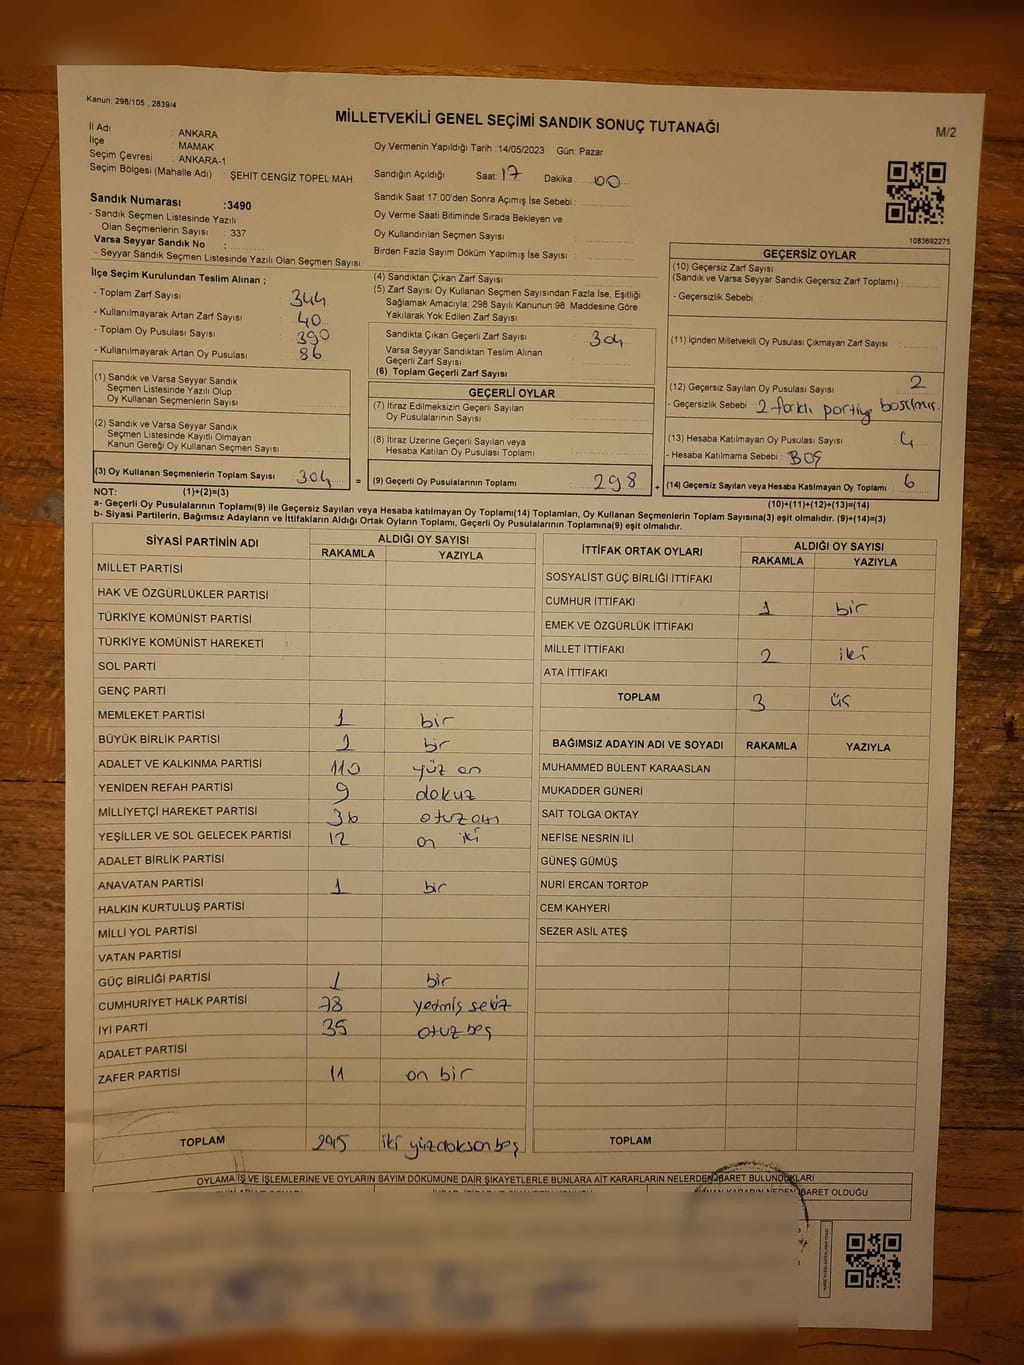 Kanun: 298/105 , 2839/4
MİLLETVEKİLİ GENEL SEÇİMİ SANDIK SONUÇ TUTANAĞI
M/2
İl Adı : ANKARA
İlçe : MAMAK
Seçim Çevresi : ANKARA-1
Seçim Bölgesi (Mahalle Adı) : ŞEHİT CENGİZ TOPEL MAH
Sandık Numarası :3490
- Sandık Seçmen Listesinde Yazılı
Olan Seçmenlerin Sayısı : 337
Varsa Seyyar Sandık No :
- Seyyar Sandık Seçmen Listesinde Yazılı Olan Seçmen Sayısı:
İlçe Seçim Kurulundan Teslim Alınan ;
- Toplam Zarf Sayısı : 344
- Kullanılmayarak Artan Zarf Sayısı : 40
- Toplam Oy Pusulası Sayısı : 390
- Kullanılmayarak Artan Oy Pusulası : 86
Oy Vermenin Yapıldığı Tarih :14/05/2023 Gün: Pazar
Sandığın Açıldığı Saat: 17 Dakika : 00
Sandık Saat 17:00'den Sonra Açımış İse Sebebi :
Oy Verme Saati Bitiminde Sırada Bekleyen ve
Oy Kullandırılan Seçmen Sayısı :
Birden Fazla Sayım Döküm Yapılmış İse Sayısı :
(4) Sandıktan Çıkan Zarf Sayısı :
(5) Zarf Sayısı Oy Kullanan Seçmen Sayısından Fazla İse, Eşitliği
Sağlamak Amacıyla, 298 Sayılı Kanunun 98. Maddesine Göre
Yakılarak Yok Edilen Zarf Sayısı :
Sandıkta Çıkan Geçerli Zarf Sayısı : 304
Varsa Seyyar Sandıktan Teslim Alınan
Geçerli Zarf Sayısı :
(6) Toplam Geçerli Zarf Sayısı
1083692275
GEÇERSİZ OYLAR
(10) Geçersiz Zarf Sayısı
(Sandık ve Varsa Seyyar Sandık Geçersiz Zarf Toplamı) :
- Geçersizlik Sebebi :
(11) İçinden Milletvekili Oy Pusulası Çıkmayan Zarf Sayısı :
(12) Geçersiz Sayılan Oy Pusulası Sayısı : 2
- Geçersizlik Sebebi : 2 farklı partiye basılmış.
(13) Hesaba Katılmayan Oy Pusulası Sayısı : 4
- Hesaba Katılmama Sebebi : BOŞ
(14) Geçersiz Sayılan veya Hesaba Katılmayan Oy Toplamı : 6
(10)+(11)+(12)+(13)=(14)
(1) Sandık ve Varsa Seyyar Sandık
Seçmen Listesinde Yazılı Olup
Oy Kullanan Seçmenlerin Sayısı :
(2) Sandık ve Varsa Seyyar Sandık
Seçmen Listesinde Kayıtlı Olmayan
Kanun Gereği Oy Kullanan Seçmen Sayısı :
(3) Oy Kullanan Seçmenlerin Toplam Sayısı : 304 =
(1)+(2)=(3)
GEÇERLİ OYLAR
(7) İtiraz Edilmeksizin Geçerli Sayılan
Oy Pusulalarının Sayısı :
(8) İtiraz Üzerine Geçerli Sayılan veya
Hesaba Katılan Oy Pusulası Toplamı :
(9) Geçerli Oy Pusulalarının Toplamı : 298 +
NOT:
a- Geçerli Oy Pusulalarının Toplamı(9) ile Geçersiz Sayılan veya Hesaba katılmayan Oy Toplamı(14) Toplamları, Oy Kullanan Seçmenlerin Toplam Sayısına(3) eşit olmalıdır. (9)+(14)=(3)
b- Siyasi Partilerin, Bağımsız Adayların ve İttifakların Aldığı Ortak Oyların Toplamı, Geçerli Oy Pusulalarının Toplamına(9) eşit olmalıdır.
SİYASİ PARTİNİN ADI ALDIĞI OY SAYISI
RAKAMLA YAZIYLA
MİLLET PARTİSİ
HAK VE ÖZGÜRLÜKLER PARTİSİ
TÜRKİYE KOMÜNİST PARTİSİ
TÜRKİYE KOMÜNİST HAREKETİ
SOL PARTİ
GENÇ PARTİ
MEMLEKET PARTİSİ 1 bir
BÜYÜK BİRLİK PARTİSİ 1 bir
ADALET VE KALKINMA PARTİSİ 110 yüz on
YENİDEN REFAH PARTİSİ 9 dokuz
MİLLİYETÇİ HAREKET PARTİSİ 36 otuz altı
YEŞİLLER VE SOL GELECEK PARTİSİ 12 on iki
ADALET BİRLİK PARTİSİ
ANAVATAN PARTİSİ 1 bir
HALKIN KURTULUŞ PARTİSİ
MİLLİ YOL PARTİSİ
VATAN PARTİSİ
GÜÇ BİRLİĞİ PARTİSİ 1 bir
CUMHURİYET HALK PARTİSİ 78 yetmiş sekiz
İYİ PARTİ 35 otuz beş
ADALET PARTİSİ
ZAFER PARTİSİ 11 on bir
TOPLAM 295 iki yüz doksan beş
İTTİFAK ORTAK OYLARI ALDIĞI OY SAYISI
RAKAMLA YAZIYLA
SOSYALİST GÜÇ BİRLİĞİ İTTİFAKI
CUMHUR İTTİFAKI 1 bir
EMEK VE ÖZGÜRLÜK İTTİFAKI
MİLLET İTTİFAKI 2 iki
ATA İTTİFAKI
TOPLAM 3 üç
BAĞIMSIZ ADAYIN ADI VE SOYADI RAKAMLA YAZIYLA
MUHAMMED BÜLENT KARAASLAN
MUKADDER GÜNERİ
SAİT TOLGA OKTAY
NEFİSE NESRİN İLİ
GÜNEŞ GÜMÜŞ
NURİ ERCAN TORTOP
CEM KAHYERİ
SEZER ASİL ATEŞ
TOPLAM
OYLAMA İŞ VE İŞLEMLERİNE VE OYLARIN SAYIM DÖKÜMÜNE DAİR ŞİKAYETLERLE BUNLARA AİT KARARLARIN NELERDEN İBARET BULUNDUKLARI
İBARET OLDUĞU